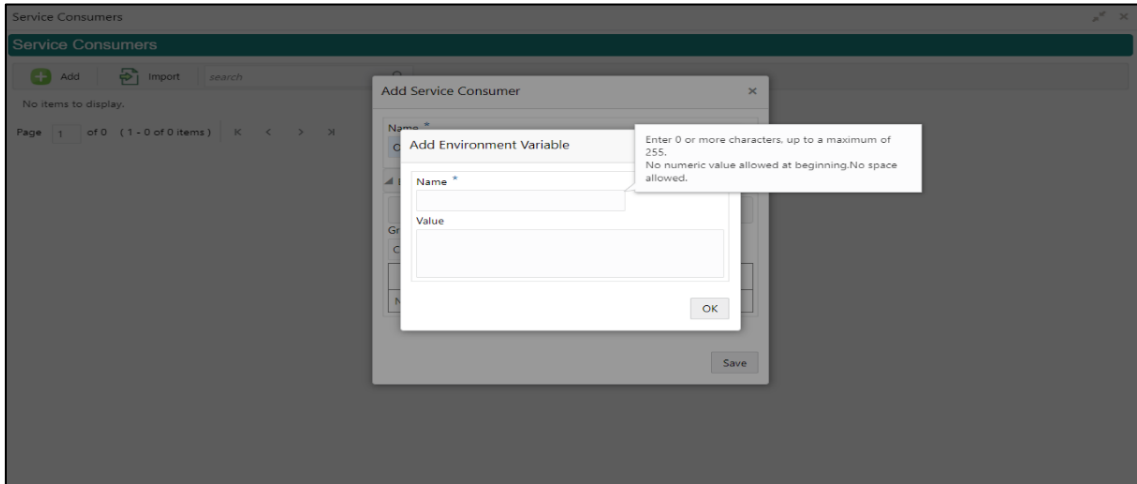 Service Consumers
Service Consumers
Add Import search
No items to display.
Page 1 of 0 ( 1 - 0 of 0 items )
Add Service Consumer
Name *
Add Environment Variable
Enter 0 or more characters, up to a maximum of
255.
No numeric value allowed at beginning.No space
allowed.
Name *
Value
OK
Save